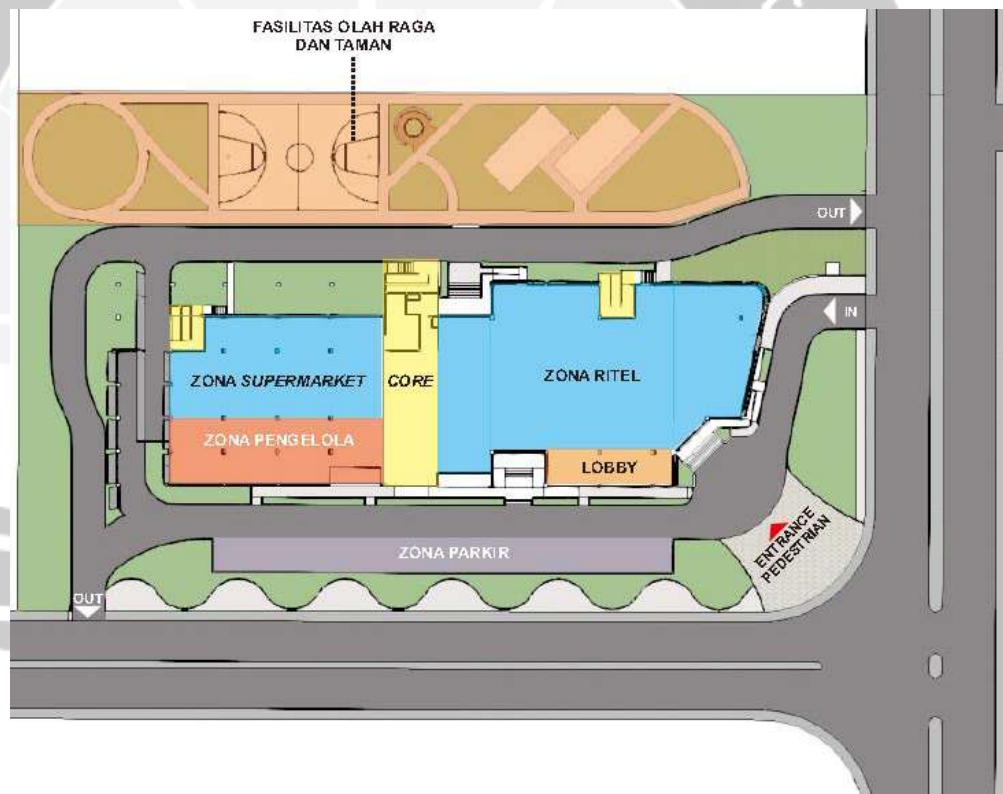 FASILITAS OLAH RAGA
DAN TAMAN
OUT
IN
ZONA SUPERMARKET
CORE
ZONA RITEL
ZONA PENGELOLA
LOBBY
ENTRANCE
PEDESTRIAN
ZONA PARKIR
OUT